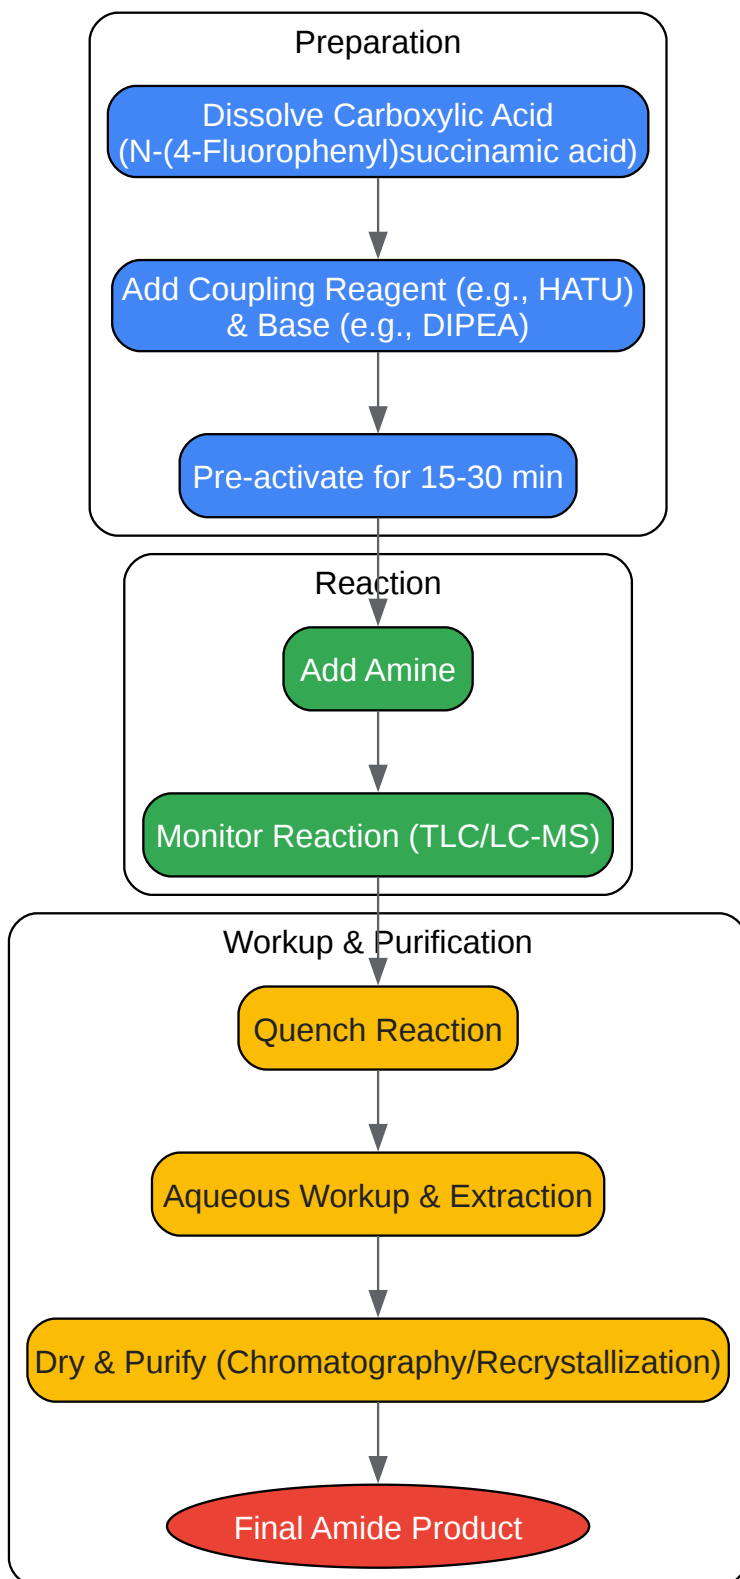 Preparation
Dissolve Carboxylic Acid
(N-(4-Fluorophenyl)succinamic acid)
Add Coupling Reagent (e.g., HATU)
& Base (e.g., DIPEA)
Pre-activate for 15-30 min
Reaction
Add Amine
Monitor Reaction (TLC/LC-MS)
Workup & Purification
Quench Reaction
Aqueous Workup & Extraction
Dry & Purify (Chromatography/Recrystallization)
Final Amide Product